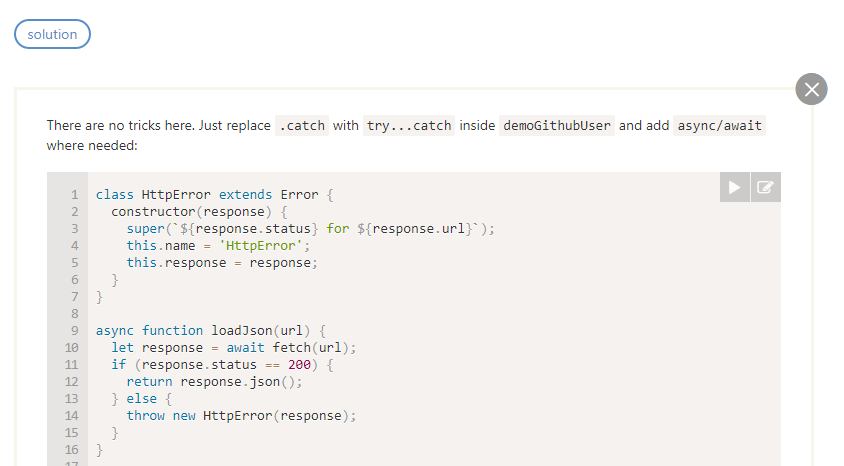 solution
There are no tricks here. Just replace .catch with try...catch inside demoGithubUser and add async/await
where needed:
1 class HttpError extends Error {
2   constructor(response) {
3     super(`${response.status} for ${response.url}`);
4     this.name = 'HttpError';
5     this.response = response;
6   }
7 }
8
9 async function loadJson(url) {
10   let response = await fetch(url);
11   if (response.status == 200) {
12     return response.json();
13   } else {
14     throw new HttpError(response);
15   }
16 }
17